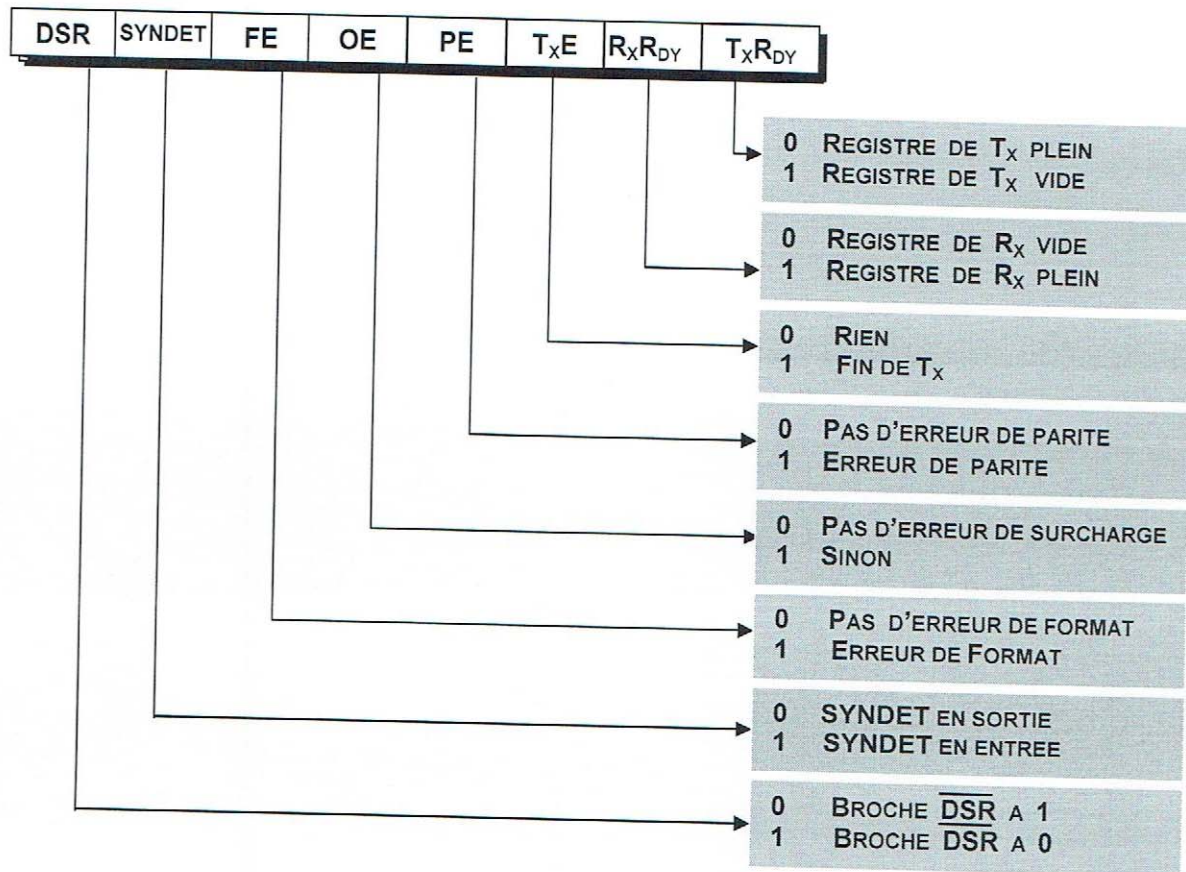 DSR SYNDET FE OE PE TXE RXRDY TXRDY
0 REGISTRE DE TX PLEIN
1 REGISTRE DE TX VIDE
0 REGISTRE DE RX VIDE
1 REGISTRE DE RX PLEIN
0 RIEN
1 FIN DE TX
0 PAS D'ERREUR DE PARITE
1 ERREUR DE PARITE
0 PAS D'ERREUR DE SURCHARGE
1 SINON
0 PAS D'ERREUR DE FORMAT
1 ERREUR DE FORMAT
0 SYNDET EN SORTIE
1 SYNDET EN ENTREE
0 BROCHE DSR A 1
1 BROCHE DSR A 0